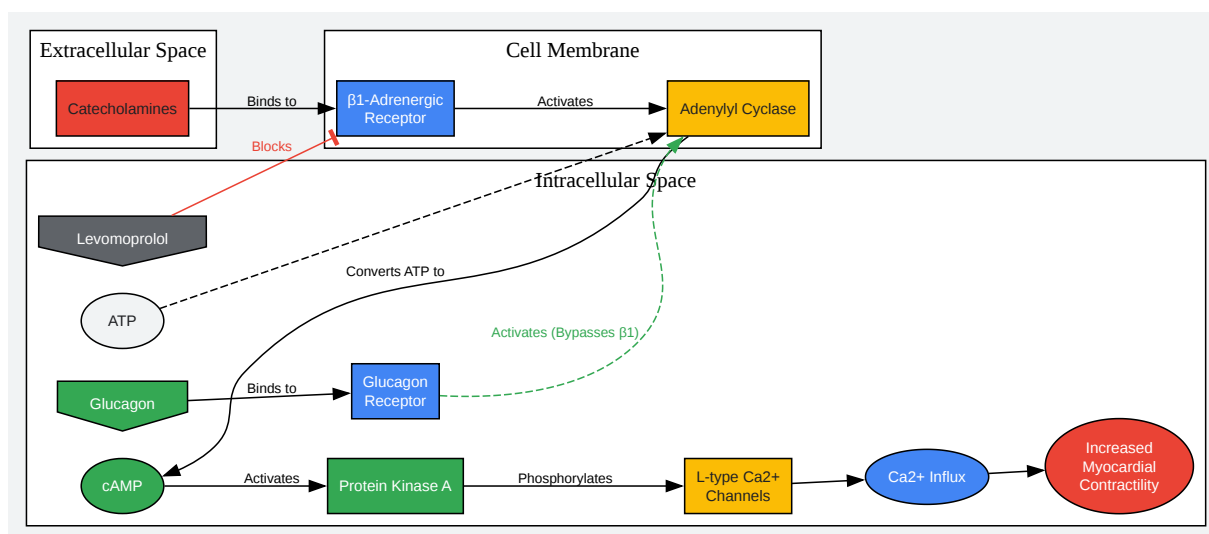 Extracellular Space
Cell Membrane
Catecholamines
Binds to
β1-Adrenergic
Receptor
Activates
Adenylyl Cyclase
Blocks
Intracellular Space
Levomoprolol
Converts ATP to
ATP
Activates (Bypasses β1)
Glucagon
Binds to
Glucagon
Receptor
cAMP
Activates
Protein Kinase A
Phosphorylates
L-type Ca2+
Channels
Ca2+ Influx
Increased
Myocardial
Contractility